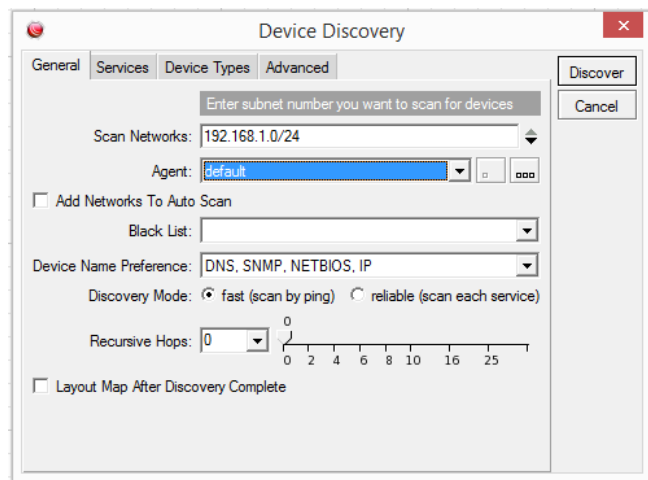 Device Discovery
General Services Device Types Advanced
Discover
Cancel
Enter subnet number you want to scan for devices
Scan Networks: 192.168.1.0/24
Agent: default
Add Networks To Auto Scan
Black List:
Device Name Preference: DNS, SNMP, NETBIOS, IP
Discovery Mode: fast (scan by ping) reliable (scan each service)
0
Recursive Hops: 0
0 2 4 6 8 10 16 25
Layout Map After Discovery Complete